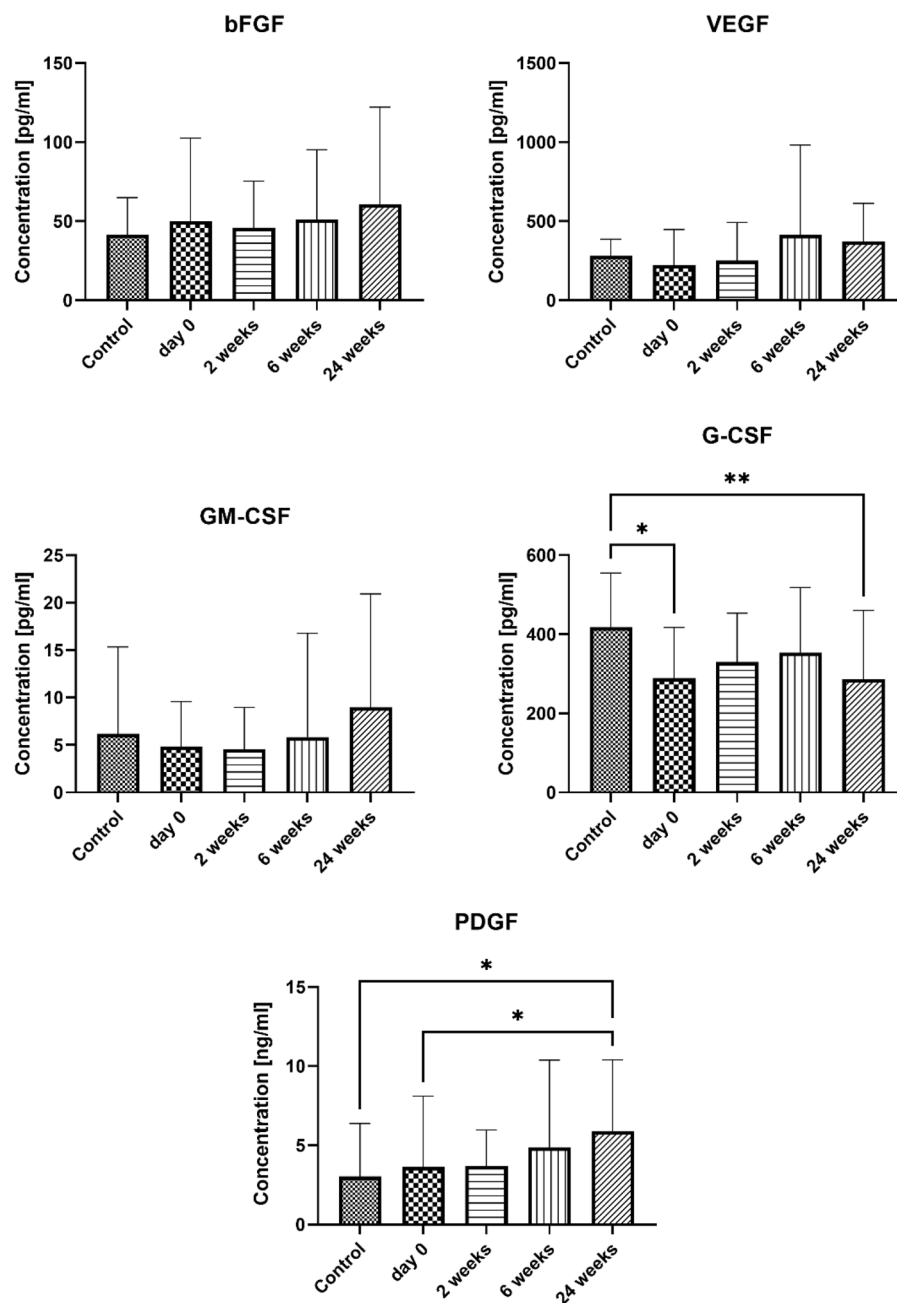 bFGF
Concentration [pg/ml]
150
100
50
0
Control
day 0
2 weeks
6 weeks
24 weeks
VEGF
Concentration [pg/ml]
1500
1000
500
0
Control
day 0
2 weeks
6 weeks
24 weeks
GM-CSF
Concentration [pg/ml]
25
20
15
10
5
0
Control
day 0
2 weeks
6 weeks
24 weeks
G-CSF
**
*
Concentration [pg/ml]
600
400
200
0
Control
day 0
2 weeks
6 weeks
24 weeks
PDGF
*
*
Concentration [ng/ml]
15
10
5
0
Control
day 0
2 weeks
6 weeks
24 weeks